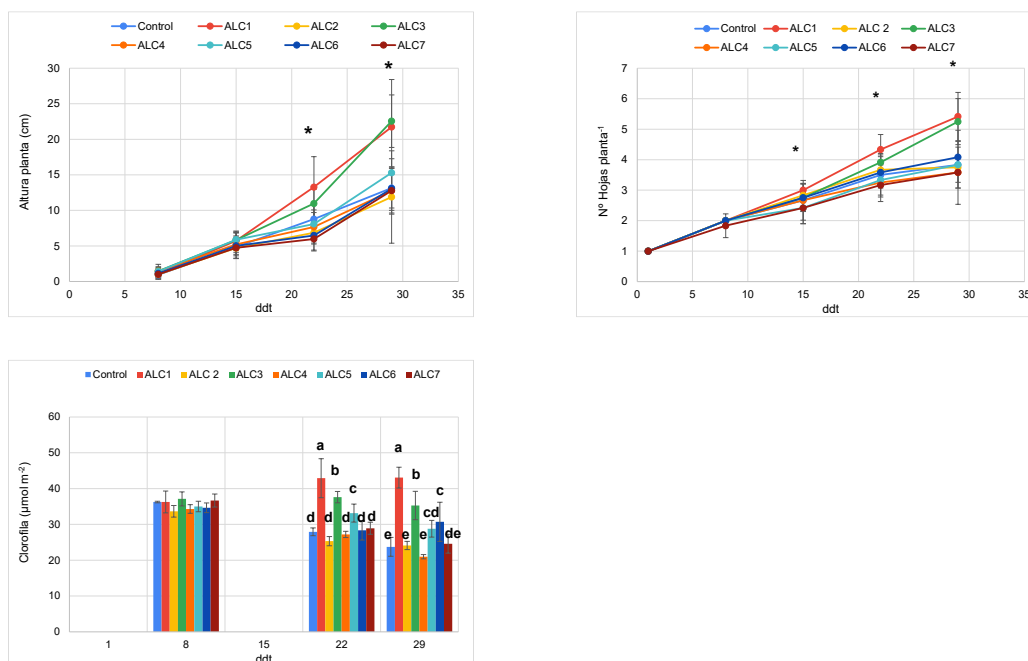 Control ALC1 ALC2 ALC3
ALC4 ALC5 ALC6 ALC7
Altura planta (cm)
30
25
20
15
10
5
0
* *
0 5 10 15 20 25 30 35
ddt
Control ALC1 ALC 2 ALC3
ALC4 ALC5 ALC6 ALC7
Nº Hojas planta⁻¹
7
6
5
4
3
2
1
0
* * *
0 5 10 15 20 25 30 35
ddt
Control ALC1 ALC 2 ALC3 ALC4 ALC5 ALC6 ALC7
Clorofila (µmol m⁻²)
60
50
40
30
20
10
0
d a d b d c d d
e a e b e cd c de
1 8 15 22 29
ddt